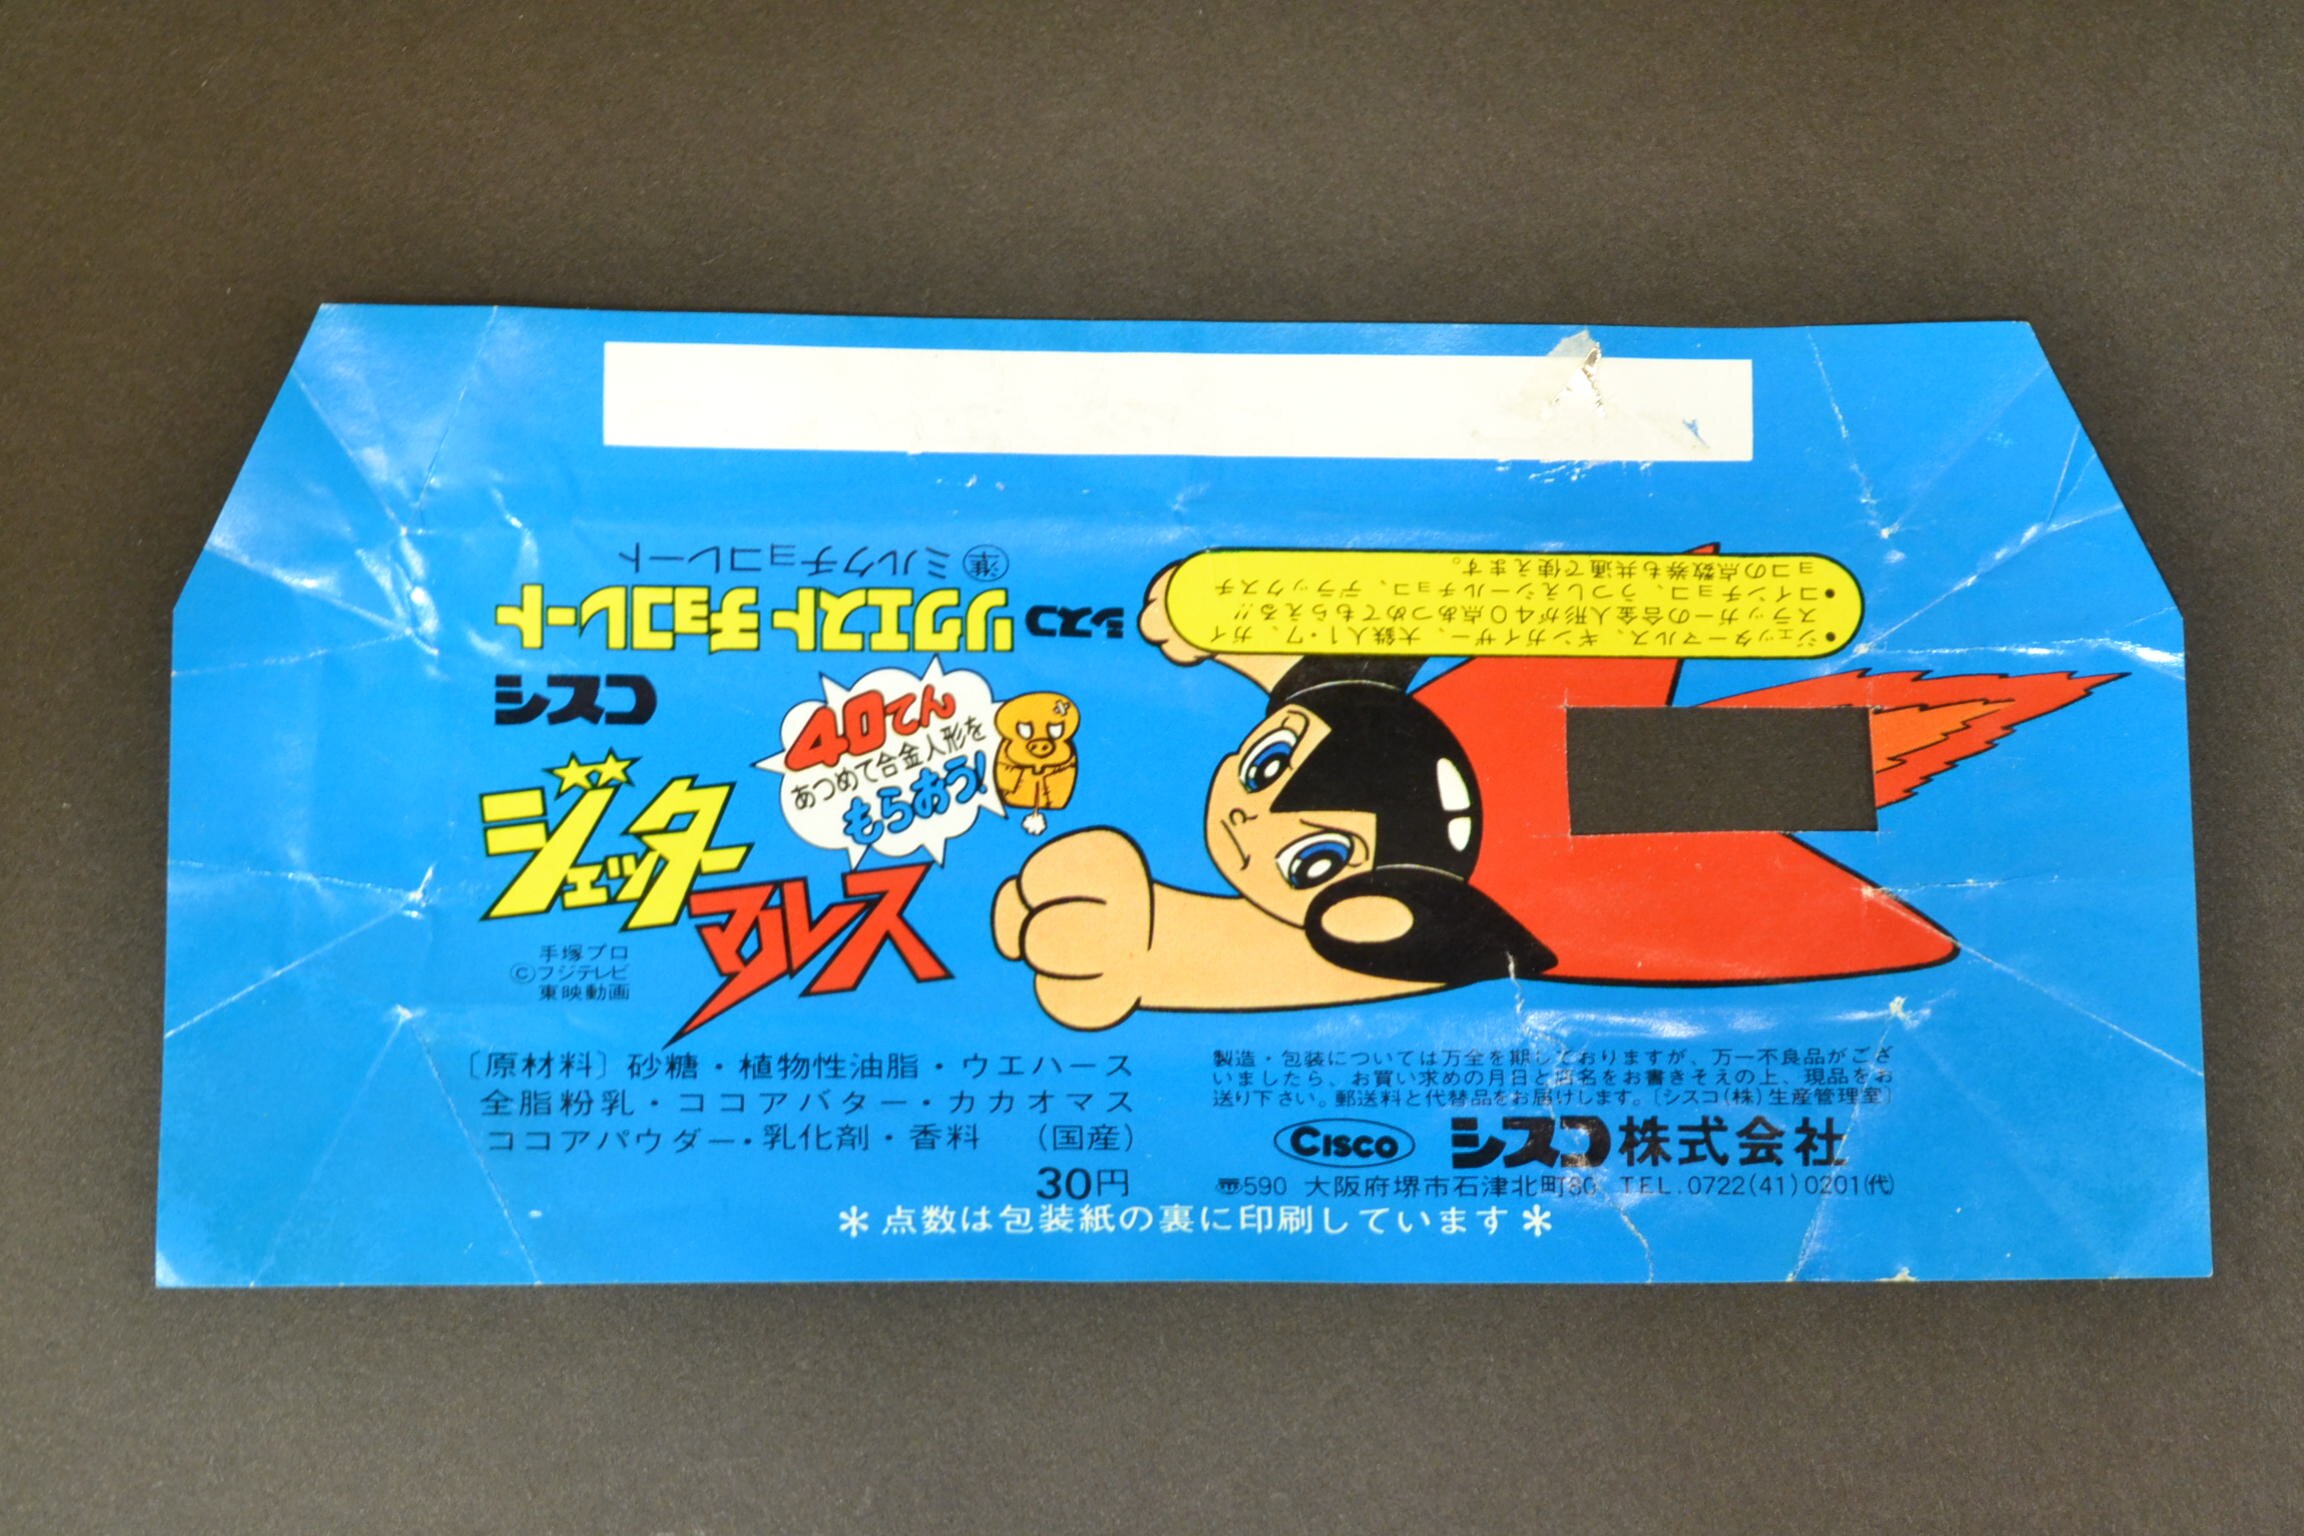 準 ミルクチョコレート
シスコ リクエストチョコレート
●ジェッターマルス、ギンガイザー、大鉄人1・7、ガイ
スラッガーの合金人形が40点あつめてもらえる!!
●コインチョコ、うつしえシールチョコ、デラックスチ
ョコの点数券も共通で使えます。
シスコ
ジェッター
マルス
40てん
あつめて合金人形を
もらおう!
手塚プロ
©フジテレビ
東映動画
〔原材料〕砂糖・植物性油脂・ウエハース
全脂粉乳・ココアバター・カカオマス
ココアパウダー・乳化剤・香料 (国産)
30円
製造・包装については万全を期しておりますが、万一不良品がござ
いましたら、お買い求めの月日と店名をお書きそえの上、現品をお
送り下さい。郵送料と代替品をお届けします。〔シスコ(株)生産管理室〕
CISCO シスコ株式会社
〠590 大阪府堺市石津北町80 TEL.0722(41)0201(代)
＊点数は包装紙の裏に印刷しています＊